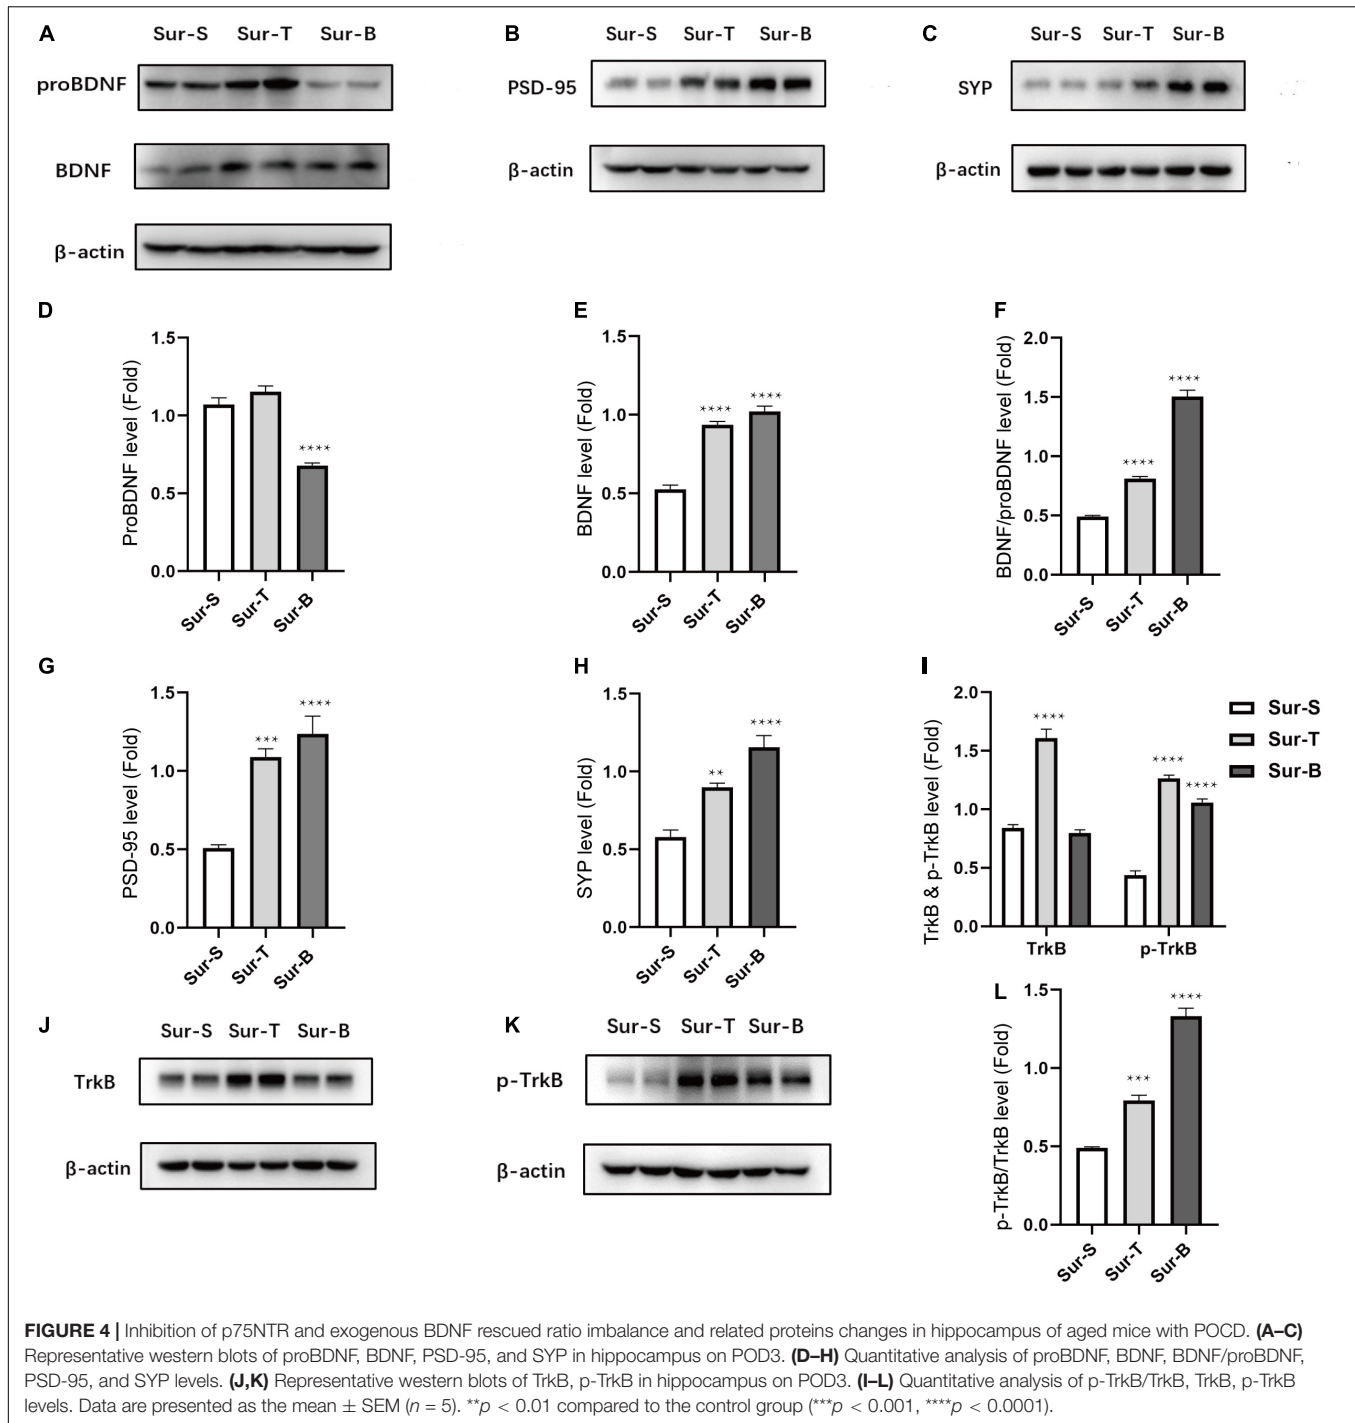 A
Sur-S Sur-T Sur-B
proBDNF
BDNF
β-actin
B
Sur-S Sur-T Sur-B
PSD-95
β-actin
C
Sur-S Sur-T Sur-B
SYP
β-actin
D
ProBDNF level (Fold)
1.5
1.0
0.5
0.0
****
Sur-S
Sur-T
Sur-B
E
BDNF level (Fold)
1.5
1.0
0.5
0.0
****
****
Sur-S
Sur-T
Sur-B
F
BDNF/proBDNF level (Fold)
2.0
1.5
1.0
0.5
0.0
****
****
Sur-S
Sur-T
Sur-B
G
PSD-95 level (Fold)
1.5
1.0
0.5
0.0
***
****
Sur-S
Sur-T
Sur-B
H
SYP level (Fold)
1.5
1.0
0.5
0.0
**
****
Sur-S
Sur-T
Sur-B
I
TrkB & p-TrkB level (Fold)
2.0
1.5
1.0
0.5
0.0
****
****
****
TrkB
p-TrkB
Sur-S
Sur-T
Sur-B
J
Sur-S Sur-T Sur-B
TrkB
β-actin
K
Sur-S Sur-T Sur-B
p-TrkB
β-actin
L
p-TrkB/TrkB level (Fold)
1.5
1.0
0.5
0.0
***
****
Sur-S
Sur-T
Sur-B
FIGURE 4 | Inhibition of p75NTR and exogenous BDNF rescued ratio imbalance and related proteins changes in hippocampus of aged mice with POCD. (A–C)
Representative western blots of proBDNF, BDNF, PSD-95, and SYP in hippocampus on POD3. (D–H) Quantitative analysis of proBDNF, BDNF, BDNF/proBDNF,
PSD-95, and SYP levels. (J,K) Representative western blots of TrkB, p-TrkB in hippocampus on POD3. (I–L) Quantitative analysis of p-TrkB/TrkB, TrkB, p-TrkB
levels. Data are presented as the mean ± SEM (n = 5). **p < 0.01 compared to the control group (***p < 0.001, ****p < 0.0001).